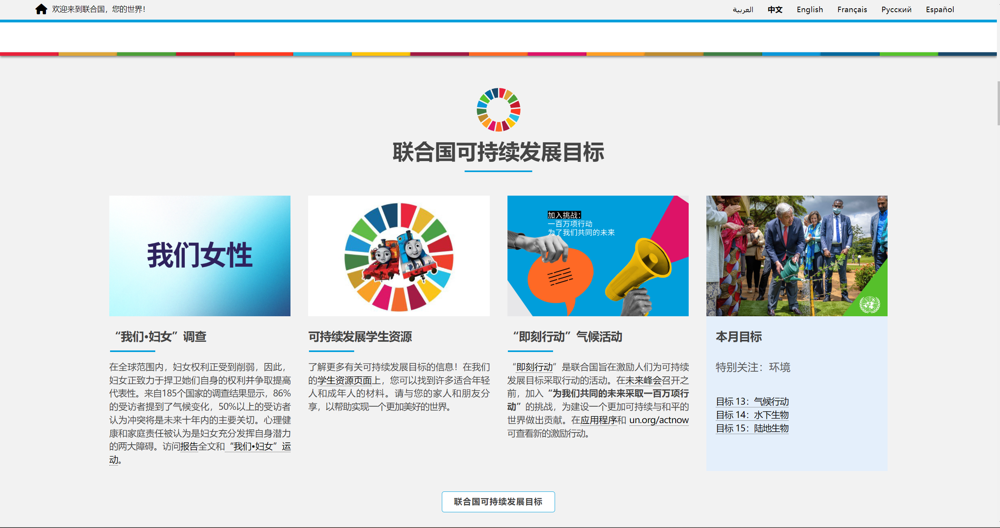 欢迎来到联合国，您的世界！
العربية 中文 English Français Русский Español
联合国可持续发展目标
我们女性
加入挑战：
一百万项行动
为了我们共同的未来
“我们•妇女”调查
在全球范围内，妇女权利正受到削弱，因此，
妇女正致力于捍卫她们自身的权利并争取提高
代表性。来自185个国家的调查结果显示，86%
的受访者提到了气候变化，50%以上的受访者
认为冲突将是未来十年内的主要关切。心理健
康和家庭责任被认为是妇女充分发挥自身潜力
的两大障碍。访问报告全文和“我们•妇女”运
动。
可持续发展学生资源
了解更多有关可持续发展目标的信息！在我们
的学生资源页面上，您可以找到许多适合年轻
人和成年人的材料。请与您的家人和朋友分
享，以帮助实现一个更加美好的世界。
“即刻行动”气候活动
“即刻行动”是联合国旨在激励人们为可持续
发展目标采取行动的活动。在未来峰会召开之
前，加入“为我们共同的未来采取一百万项行
动”的挑战，为建设一个更加可持续与和平的
世界做出贡献。在应用程序和 un.org/actnow
可查看新的激励行动。
本月目标
特别关注：环境
目标 13：气候行动
目标 14：水下生物
目标 15：陆地生物
联合国可持续发展目标